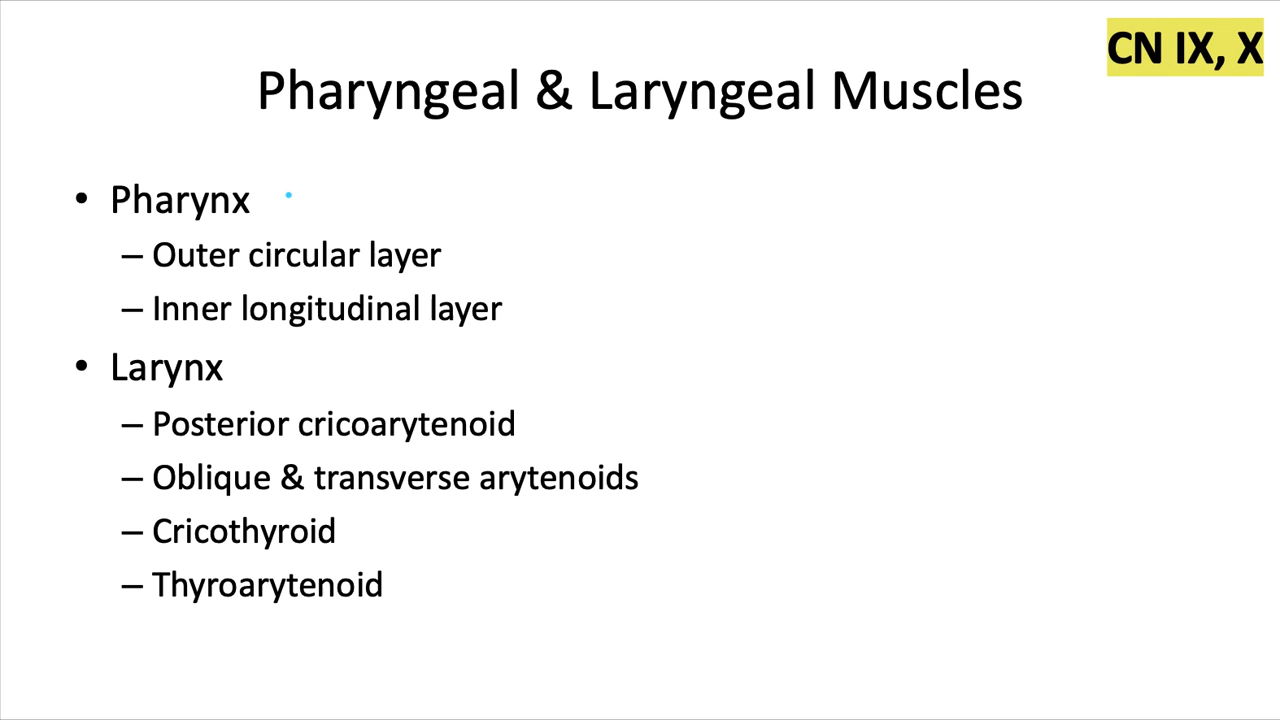 CN IX, X
Pharyngeal & Laryngeal Muscles
• Pharynx
– Outer circular layer
– Inner longitudinal layer
• Larynx
– Posterior cricoarytenoid
– Oblique & transverse arytenoids
– Cricothyroid
– Thyroarytenoid